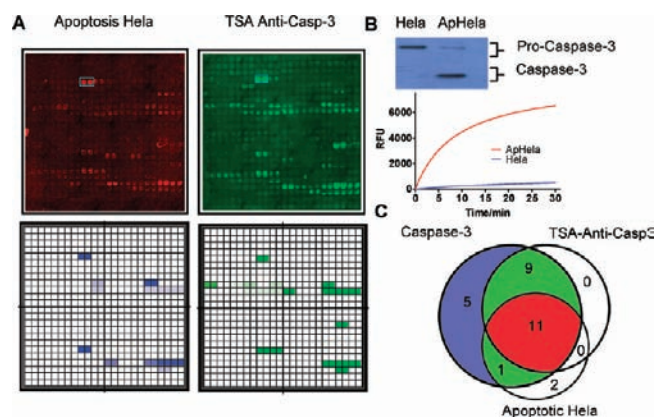 A
Apoptosis Hela
TSA Anti-Casp-3
B
Hela ApHela
Pro-Caspase-3
Caspase-3
6000
4000
2000
0
RFU
ApHela
Hela
0 5 10 15 20 25 30
Time/min
C
Caspase-3
TSA-Anti-Casp3
9
0
5
11
0
1
2
Apoptotic Hela